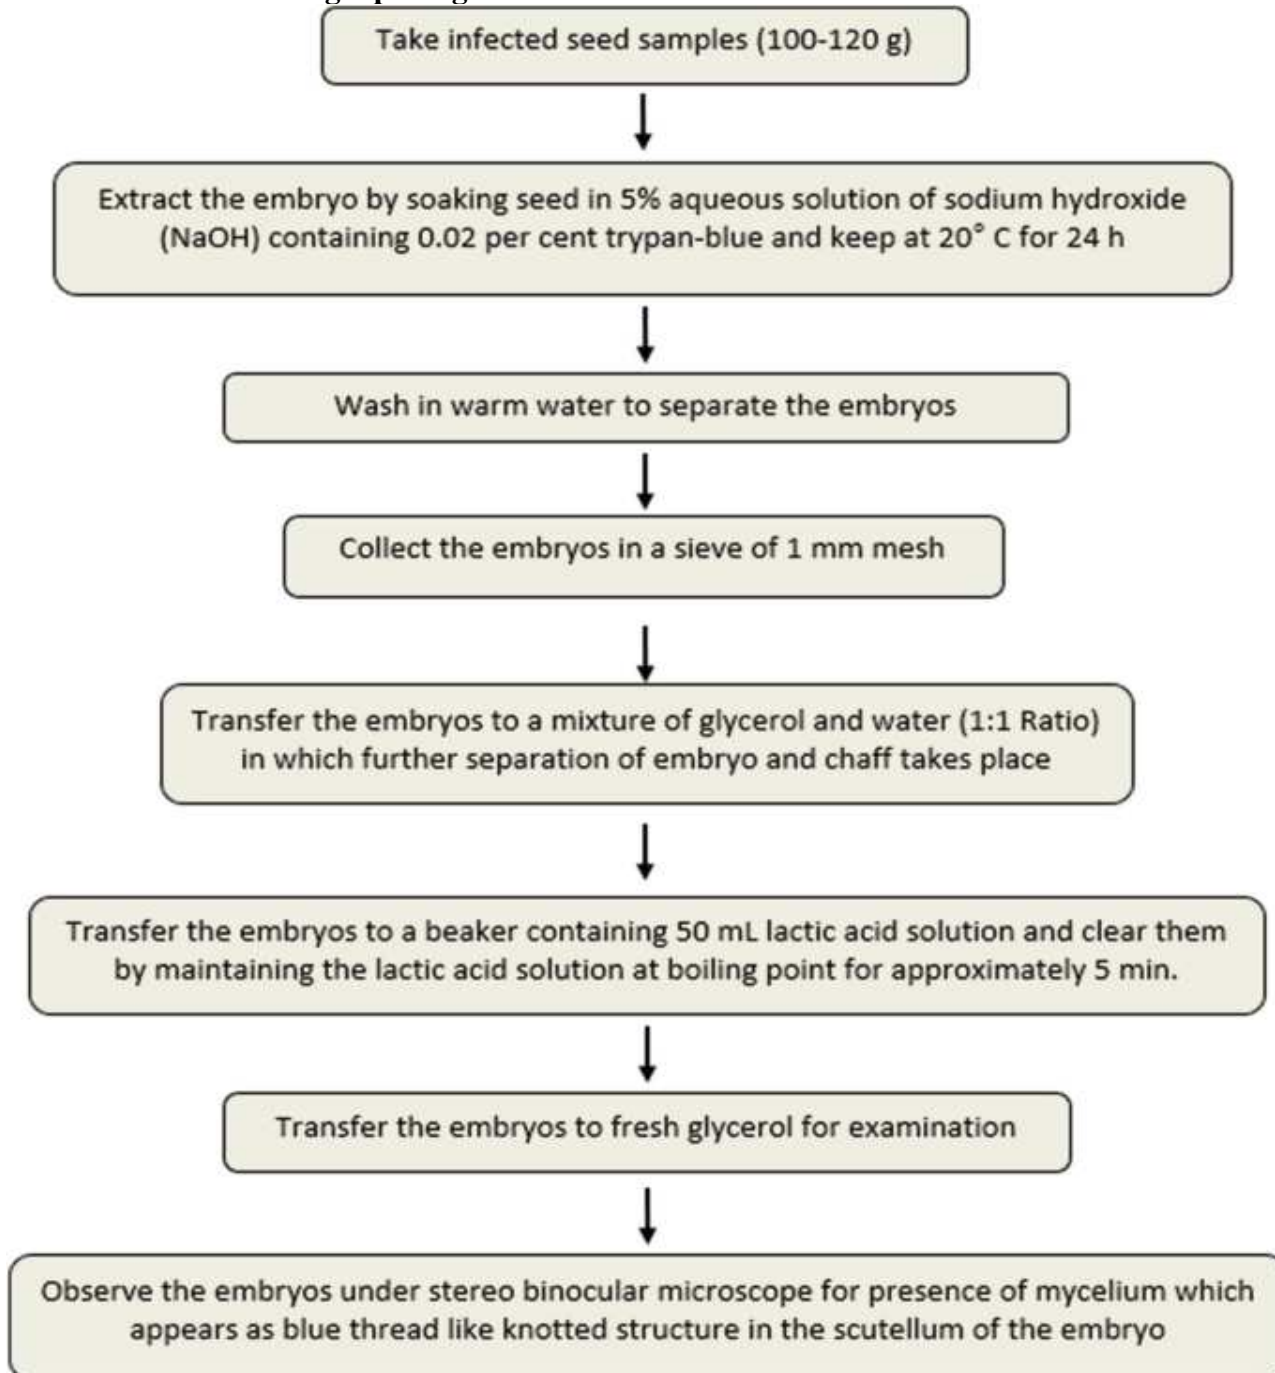 Take infected seed samples (100-120 g)
Extract the embryo by soaking seed in 5% aqueous solution of sodium hydroxide
(NaOH) containing 0.02 per cent trypan-blue and keep at 20° C for 24 h
Wash in warm water to separate the embryos
Collect the embryos in a sieve of 1 mm mesh
Transfer the embryos to a mixture of glycerol and water (1:1 Ratio)
in which further separation of embryo and chaff takes place
Transfer the embryos to a beaker containing 50 mL lactic acid solution and clear them
by maintaining the lactic acid solution at boiling point for approximately 5 min.
Transfer the embryos to fresh glycerol for examination
Observe the embryos under stereo binocular microscope for presence of mycelium which
appears as blue thread like knotted structure in the scutellum of the embryo